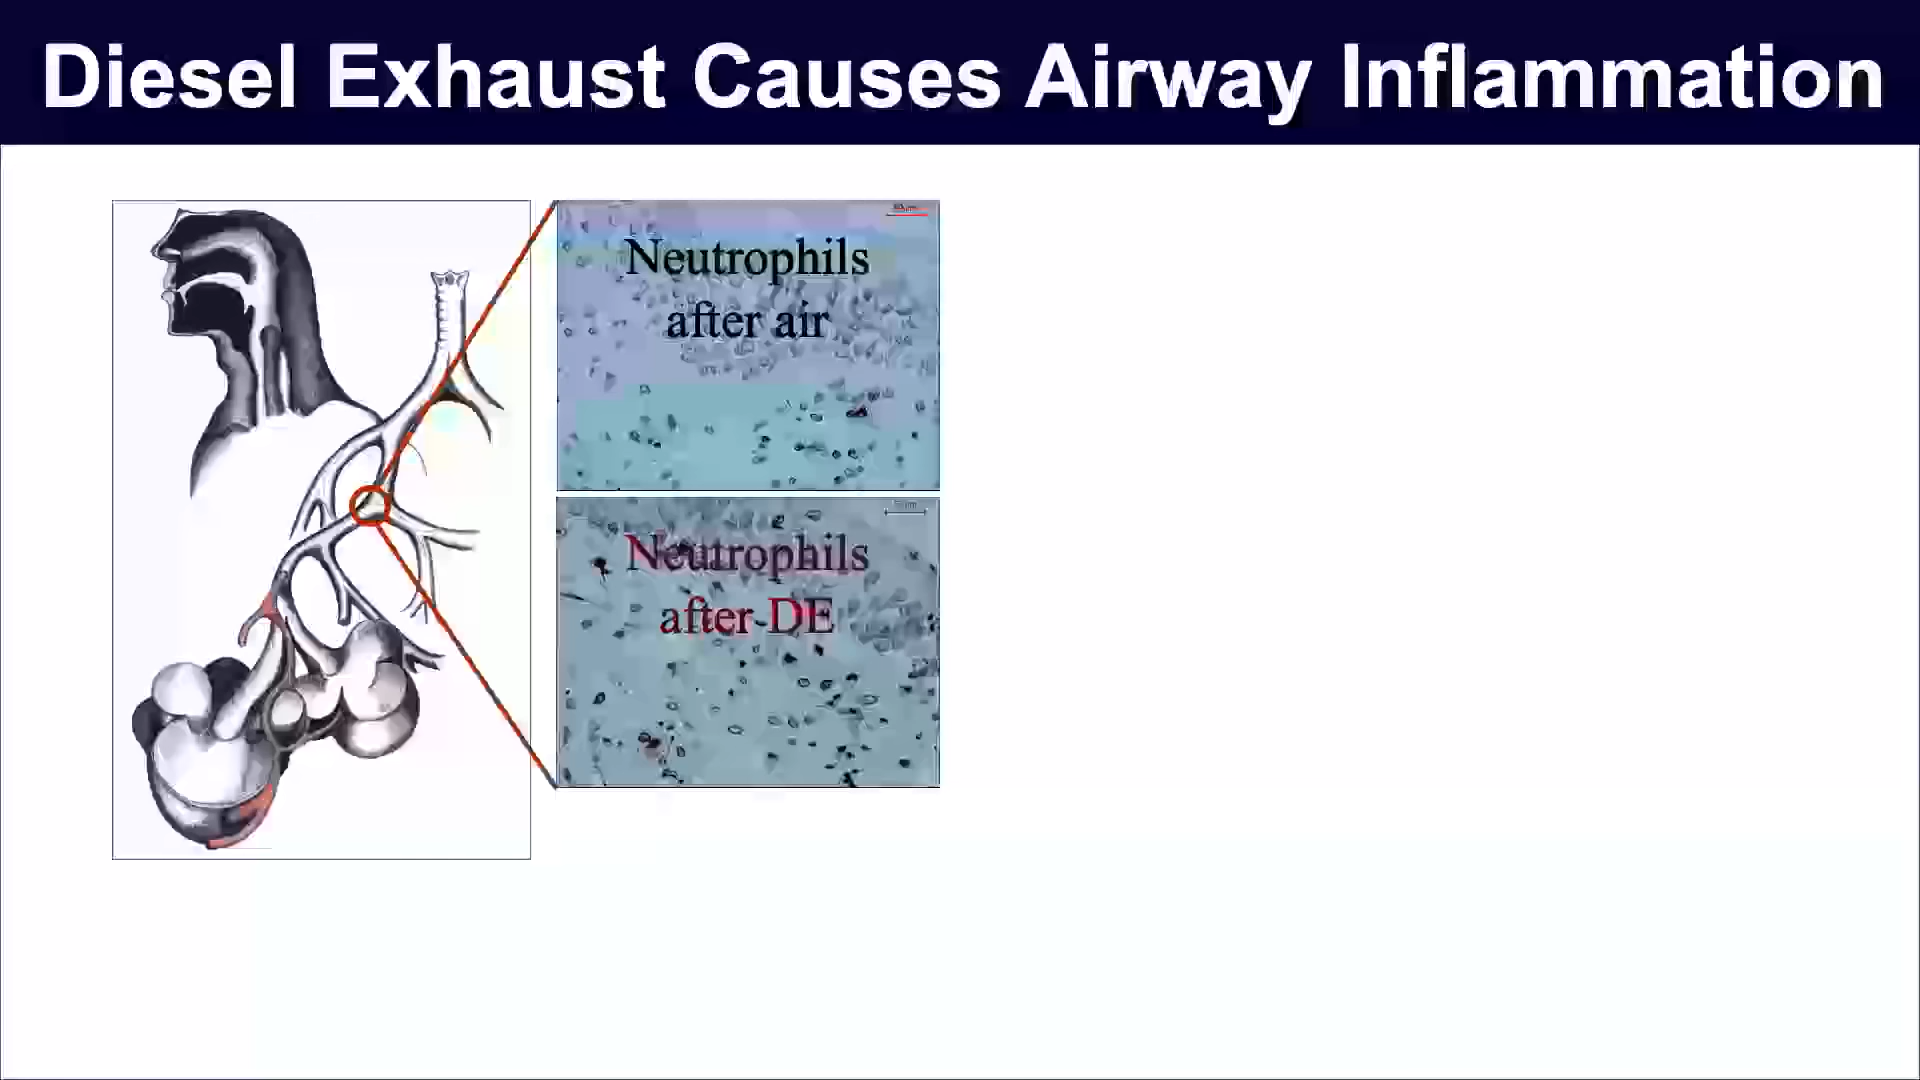 Diesel Exhaust Causes Airway Inflammation
Neutrophils
after air
Neutrophils
after DE